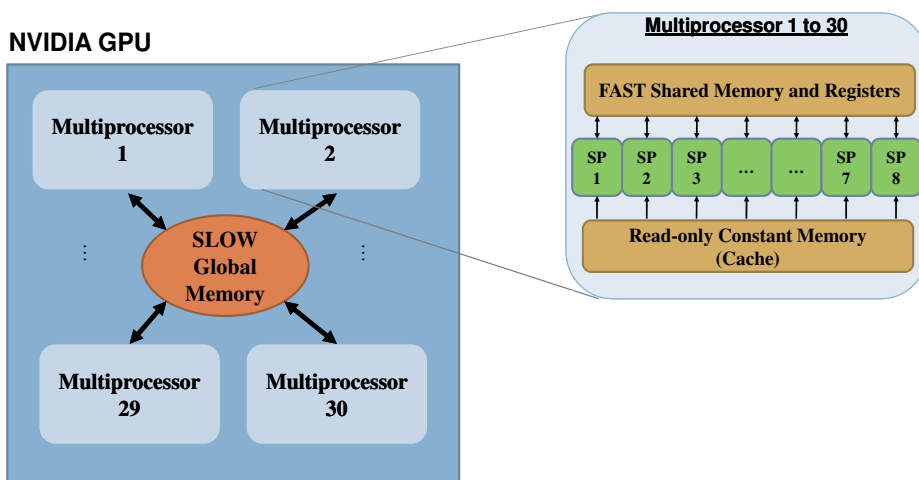 NVIDIA GPU
Multiprocessor
1
Multiprocessor
2
SLOW
Global
Memory
⋮
⋮
Multiprocessor
29
Multiprocessor
30
Multiprocessor 1 to 30
FAST Shared Memory and Registers
SP
1
SP
2
SP
3
...
...
SP
7
SP
8
Read-only Constant Memory
(Cache)